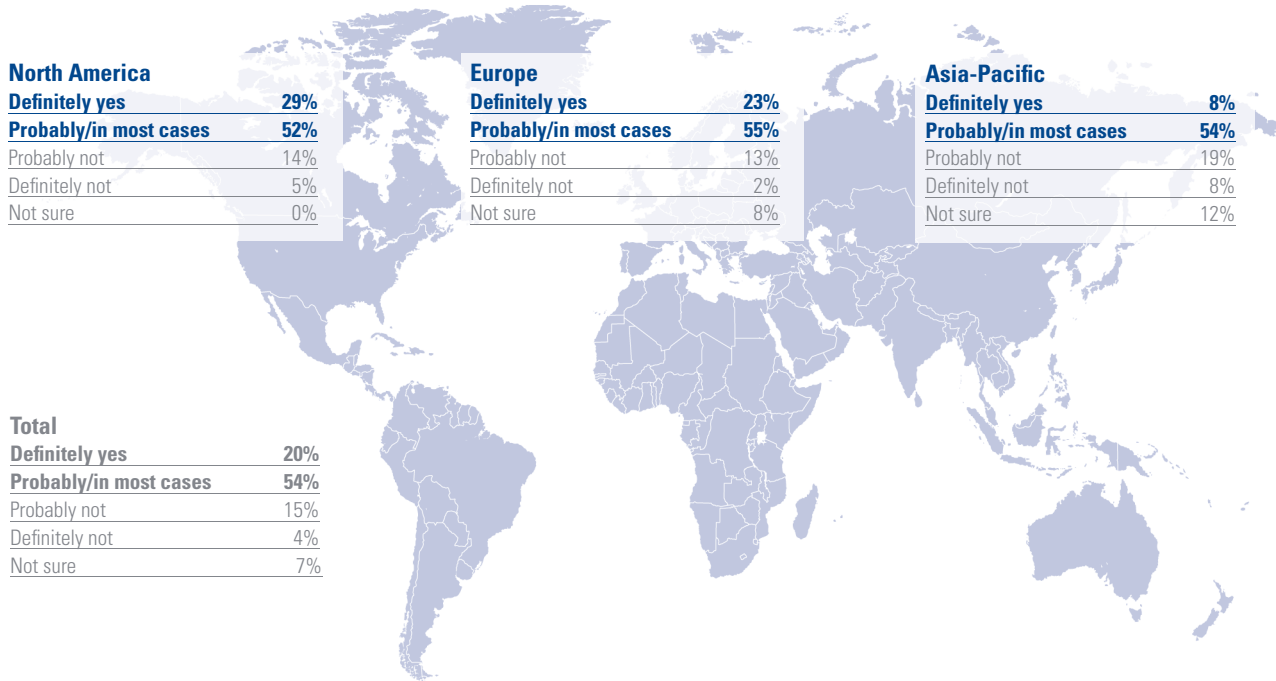 North America
Definitely yes 29%
Probably/in most cases 52%
Probably not 14%
Definitely not 5%
Not sure 0%
Europe
Definitely yes 23%
Probably/in most cases 55%
Probably not 13%
Definitely not 2%
Not sure 8%
Asia-Pacific
Definitely yes 8%
Probably/in most cases 54%
Probably not 19%
Definitely not 8%
Not sure 12%
Total
Definitely yes 20%
Probably/in most cases 54%
Probably not 15%
Definitely not 4%
Not sure 7%